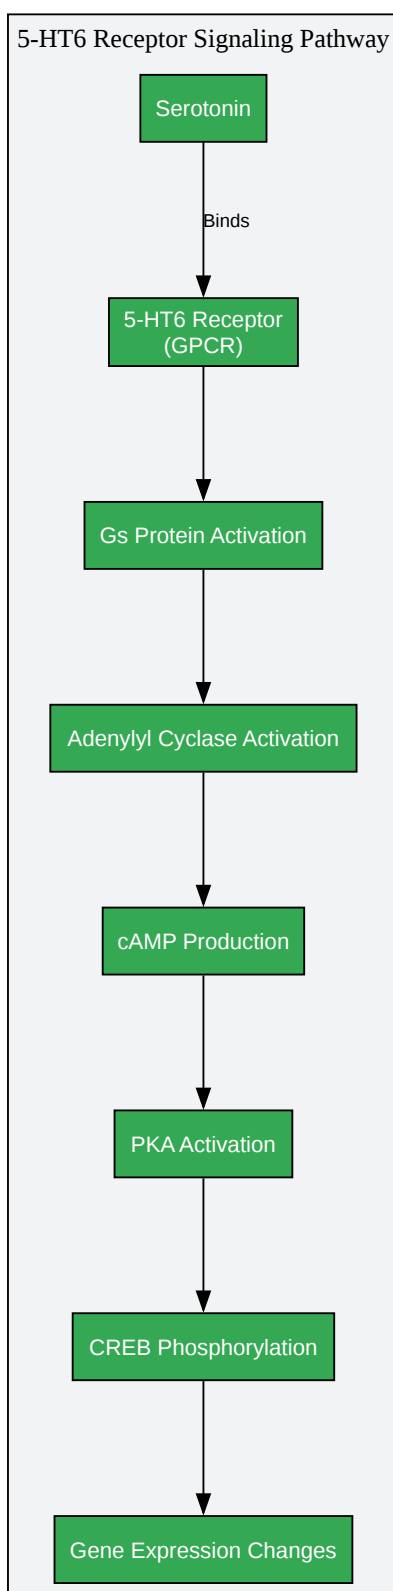 5-HT6 Receptor Signaling Pathway
Serotonin
Binds
5-HT6 Receptor
(GPCR)
Gs Protein Activation
Adenylyl Cyclase Activation
cAMP Production
PKA Activation
CREB Phosphorylation
Gene Expression Changes